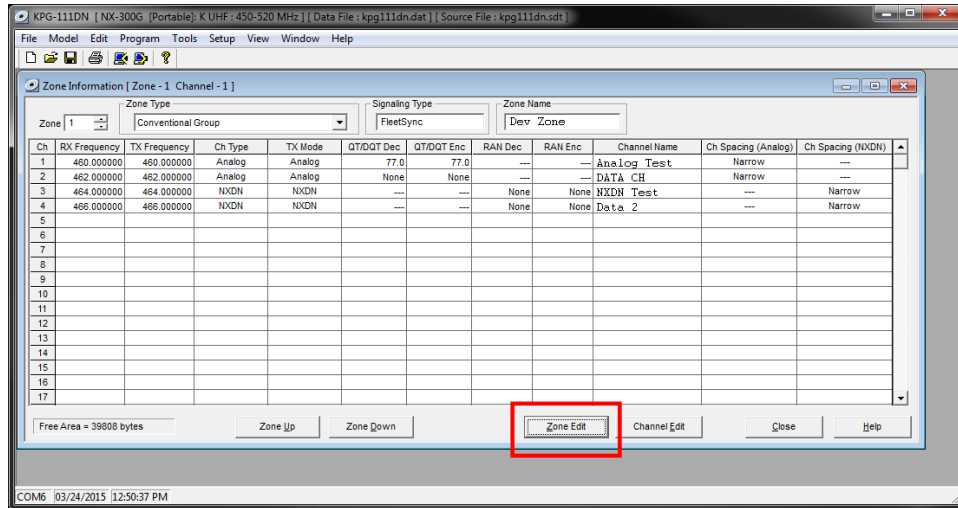 KPG-111DN [ NX-300G [Portable]: K UHF : 450-520 MHz ] [ Data File : kpg111dn.dat ] [ Source File : kpg111dn.sdt ]
File Model Edit Program Tools Setup View Window Help
Zone Information [ Zone - 1 Channel - 1 ]
Zone Type Signaling Type Zone Name
Zone 1 Conventional Group FleetSync Dev Zone
Ch RX Frequency TX Frequency Ch Type TX Mode QT/DQT Dec QT/DQT Enc RAN Dec RAN Enc Channel Name Ch Spacing (Analog) Ch Spacing (NXDN)
1 460.000000 460.000000 Analog Analog 77.0 77.0 --- --- Analog Test Narrow ---
2 462.000000 462.000000 Analog Analog None None --- --- DATA CH Narrow ---
3 464.000000 464.000000 NXDN NXDN --- --- None None NXDN Test --- Narrow
4 466.000000 466.000000 NXDN NXDN --- --- None None Data 2 --- Narrow
5
6
7
8
9
10
11
12
13
14
15
16
17
Free Area = 39808 bytes Zone Up Zone Down Zone Edit Channel Edit Close Help
COM6 03/24/2015 12:50:37 PM